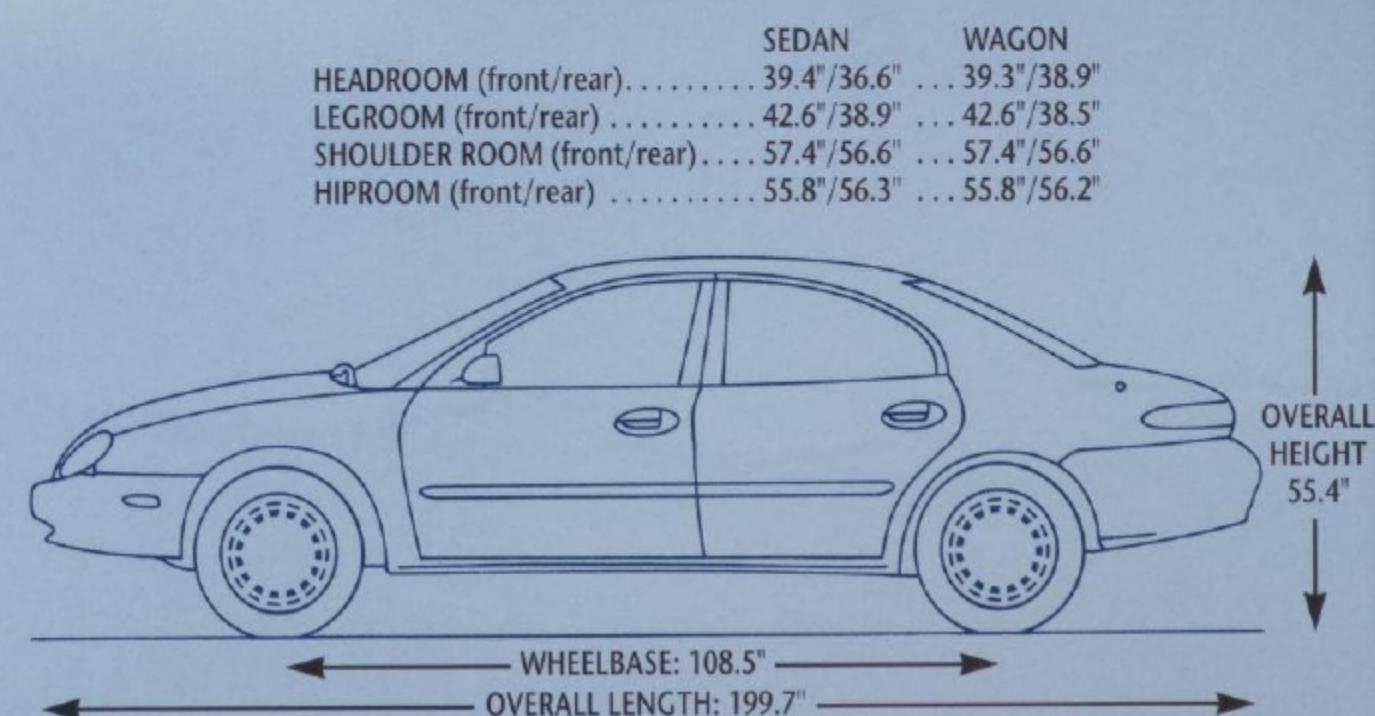 SEDAN WAGON
HEADROOM (front/rear)......... 39.4"/36.6" ... 39.3"/38.9"
LEGROOM (front/rear) .......... 42.6"/38.9" ... 42.6"/38.5"
SHOULDER ROOM (front/rear).... 57.4"/56.6" ... 57.4"/56.6"
HIPROOM (front/rear) .......... 55.8"/56.3" ... 55.8"/56.2"
OVERALL
HEIGHT
55.4"
WHEELBASE: 108.5"
OVERALL LENGTH: 199.7"